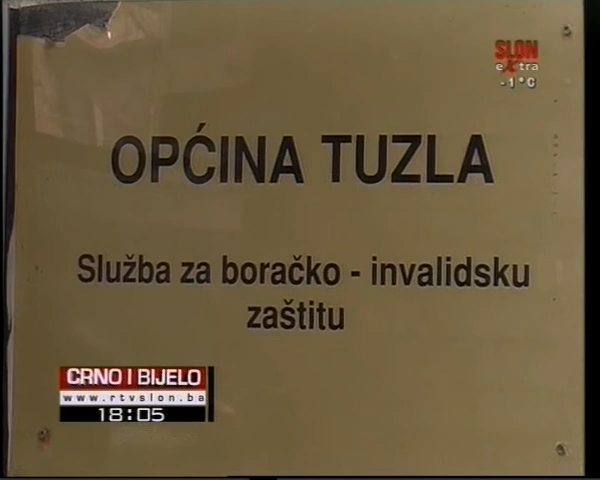 SLON
extra
-1°C
OPĆINA TUZLA
Služba za boračko - invalidsku
zaštitu
CRNO I BIJELO
www.rtvslon.ba
18:05